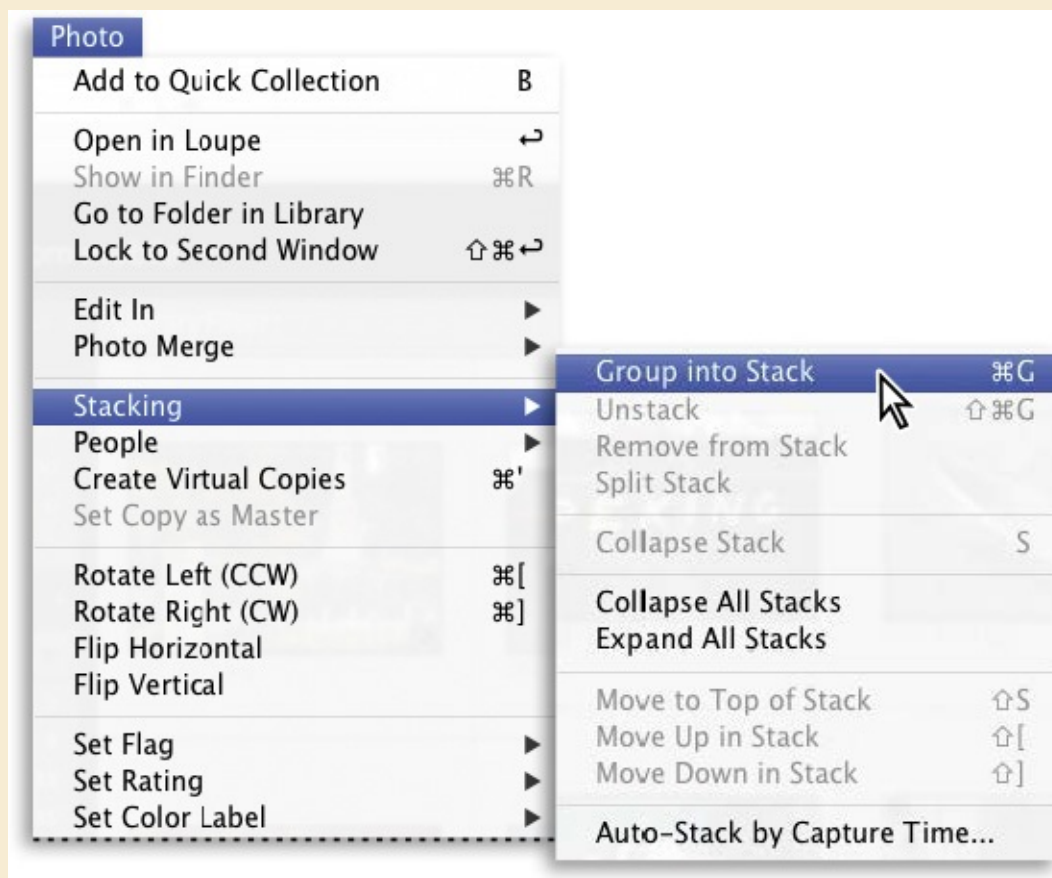 Photo
Add to Quick Collection B
Open in Loupe ↩
Show in Finder ⌘R
Go to Folder in Library
Lock to Second Window ⇧⌘↩
Edit In ▶
Photo Merge ▶
Stacking ▶
People ▶
Create Virtual Copies ⌘'
Set Copy as Master
Rotate Left (CCW) ⌘[
Rotate Right (CW) ⌘]
Flip Horizontal
Flip Vertical
Set Flag ▶
Set Rating ▶
Set Color Label ▶
Group into Stack ⌘G
Unstack ⇧⌘G
Remove from Stack
Split Stack
Collapse Stack S
Collapse All Stacks
Expand All Stacks
Move to Top of Stack ⇧S
Move Up in Stack ⇧[
Move Down in Stack ⇧]
Auto-Stack by Capture Time...